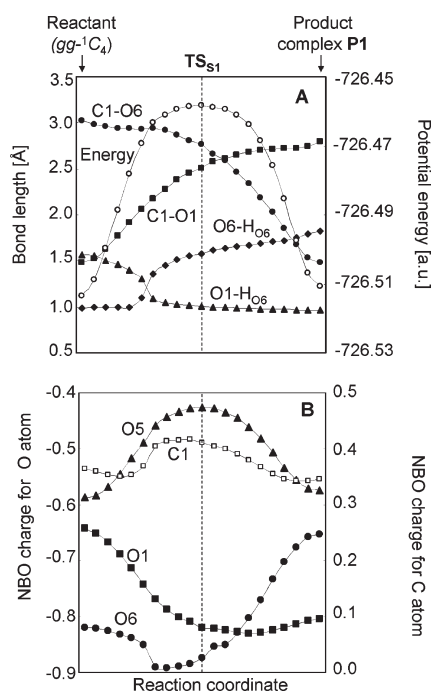 Reactant
(gg-¹C₄)
Product
complex P1
TS_S1
3.5
3.0
2.5
2.0
1.5
1.0
0.5
Bond length [Å]
-726.45
-726.47
-726.49
-726.51
-726.53
Potential energy [a.u.]
A
C1-O6
Energy
C1-O1
O6-H_O6
O1-H_O6
-0.4
-0.5
-0.6
-0.7
-0.8
-0.9
NBO charge for O atom
0.5
0.4
0.3
0.2
0.1
0.0
NBO charge for C atom
B
O5
C1
O1
O6
Reaction coordinate